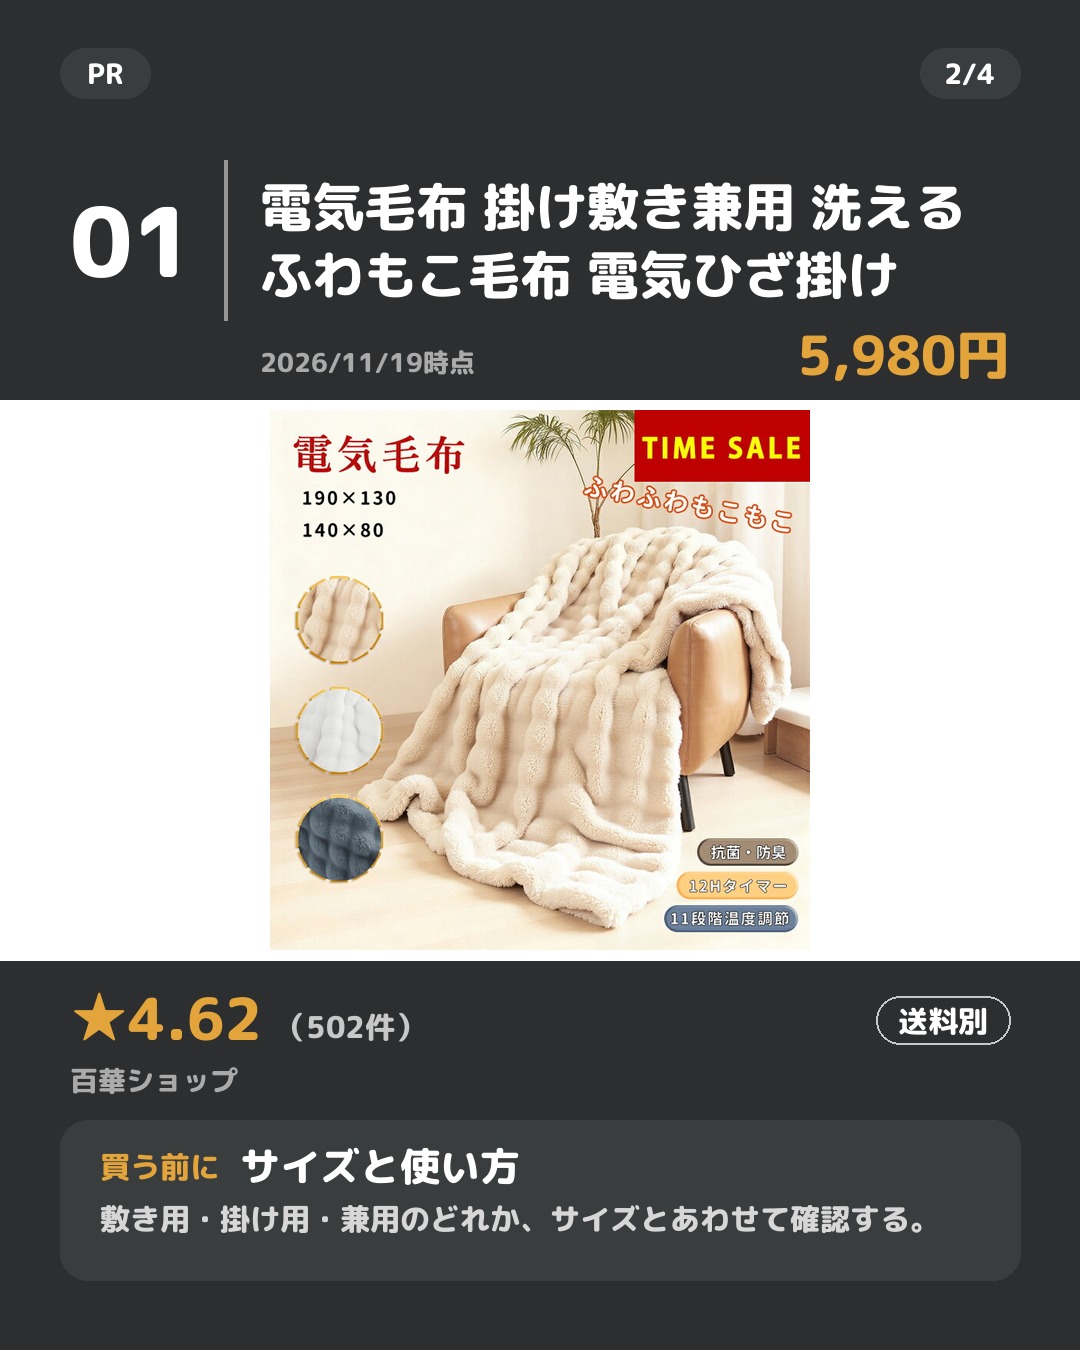 PR
2/4
01
電気毛布 掛け敷き兼用 洗える
ふわもこ毛布 電気ひざ掛け
2026/11/19時点
5,980円
電気毛布
190×130
140×80
TIME SALE
ふわふわもこもこ
抗菌・防臭
12Hタイマー
11段階温度調節
★4.62（502件）
送料別
百華ショップ
買う前に サイズと使い方
敷き用・掛け用・兼用のどれか、サイズとあわせて確認する。